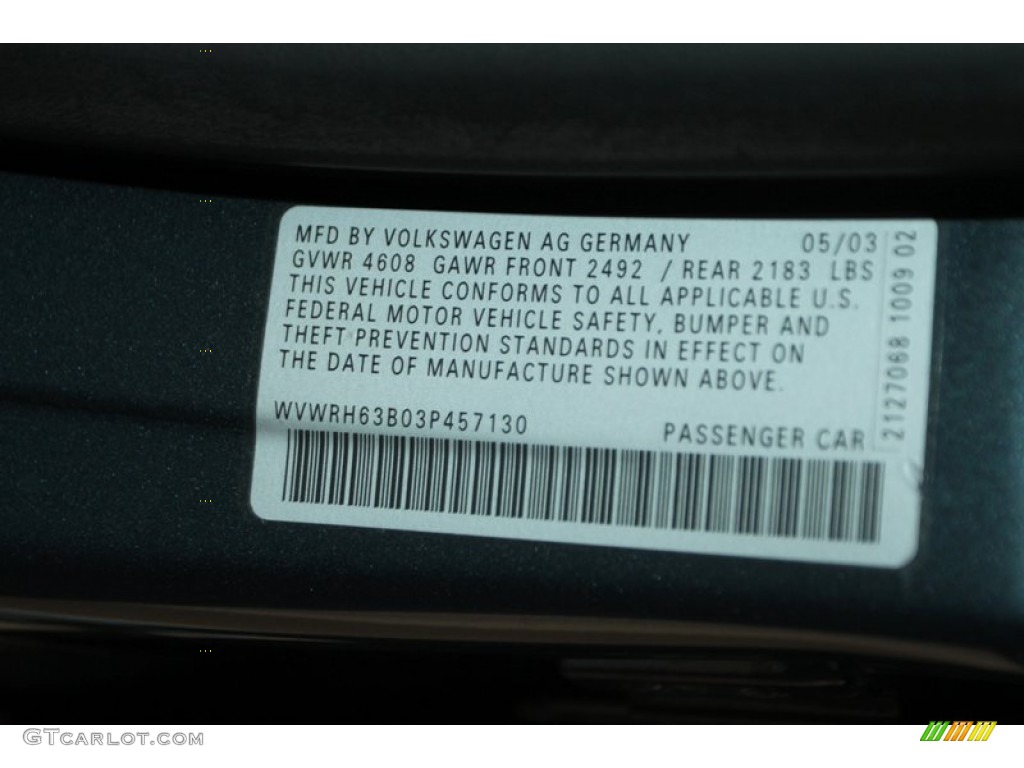 MFD BY VOLKSWAGEN AG GERMANY 05/03
GVWR 4608 GAWR FRONT 2492 / REAR 2183 LBS
THIS VEHICLE CONFORMS TO ALL APPLICABLE U.S.
FEDERAL MOTOR VEHICLE SAFETY, BUMPER AND
THEFT PREVENTION STANDARDS IN EFFECT ON
THE DATE OF MANUFACTURE SHOWN ABOVE.
WVWRH63B03P457130
PASSENGER CAR
2127068 1009 02
GTCARLOT.COM